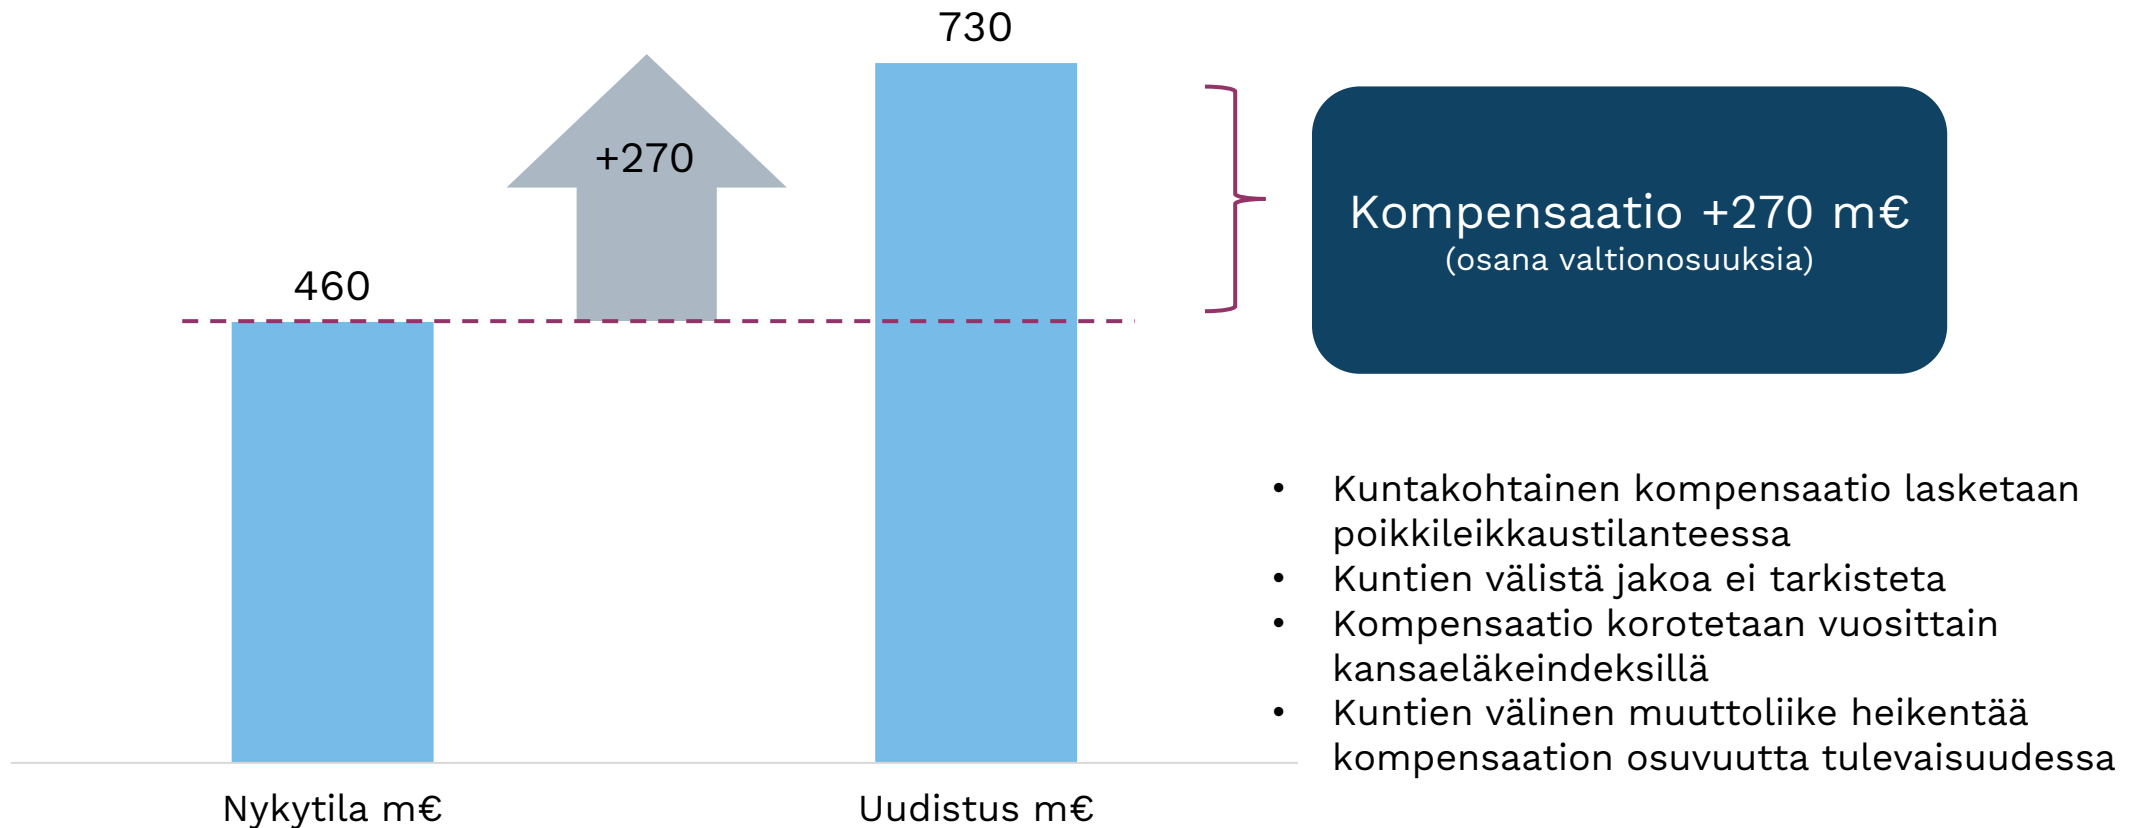 730
+270
460
Nykytila m€
Uudistus m€
Kompensaatio +270 m€
(osana valtionosuuksia)
• Kuntakohtainen kompensaatio lasketaan
poikkileikkaustilanteessa
• Kuntien välistä jakoa ei tarkisteta
• Kompensaatio korotetaan vuosittain
kansaeläkeindeksillä
• Kuntien välinen muuttoliike heikentää
kompensaation osuvuutta tulevaisuudessa